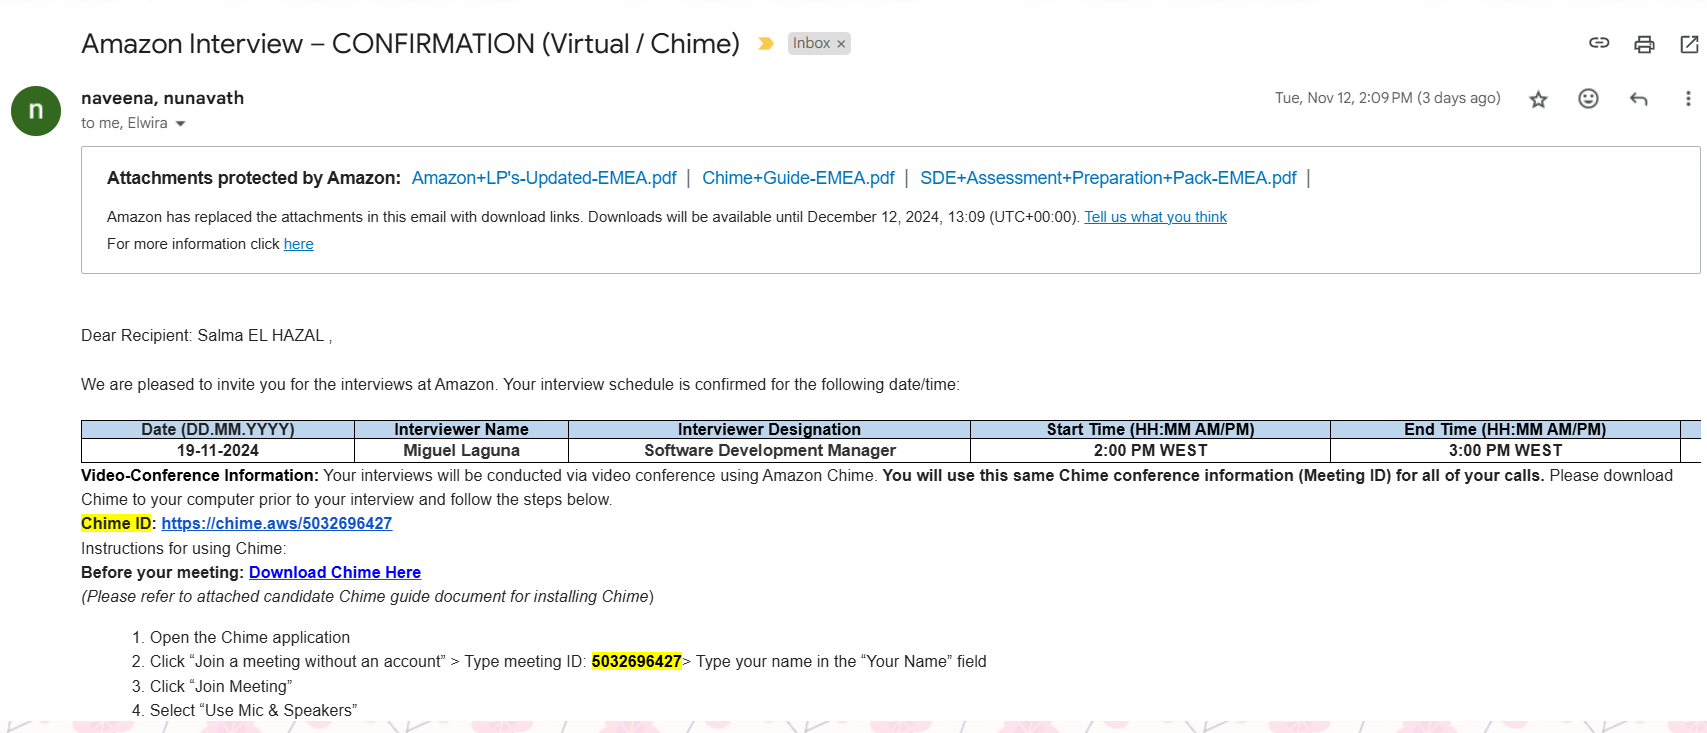 Amazon Interview – CONFIRMATION (Virtual / Chime) Inbox ×
n
naveena, nunavath
Tue, Nov 12, 2:09 PM (3 days ago)
to me, Elwira
Attachments protected by Amazon: Amazon+LP's-Updated-EMEA.pdf | Chime+Guide-EMEA.pdf | SDE+Assessment+Preparation+Pack-EMEA.pdf |
Amazon has replaced the attachments in this email with download links. Downloads will be available until December 12, 2024, 13:09 (UTC+00:00). Tell us what you think
For more information click here
Dear Recipient: Salma EL HAZAL ,
We are pleased to invite you for the interviews at Amazon. Your interview schedule is confirmed for the following date/time:
Date (DD.MM.YYYY) Interviewer Name Interviewer Designation Start Time (HH:MM AM/PM) End Time (HH:MM AM/PM)
19-11-2024 Miguel Laguna Software Development Manager 2:00 PM WEST 3:00 PM WEST
Video-Conference Information: Your interviews will be conducted via video conference using Amazon Chime. You will use this same Chime conference information (Meeting ID) for all of your calls. Please download
Chime to your computer prior to your interview and follow the steps below.
Chime ID: https://chime.aws/5032696427
Instructions for using Chime:
Before your meeting: Download Chime Here
(Please refer to attached candidate Chime guide document for installing Chime)
1. Open the Chime application
2. Click “Join a meeting without an account” > Type meeting ID: 5032696427> Type your name in the “Your Name” field
3. Click “Join Meeting”
4. Select “Use Mic & Speakers”